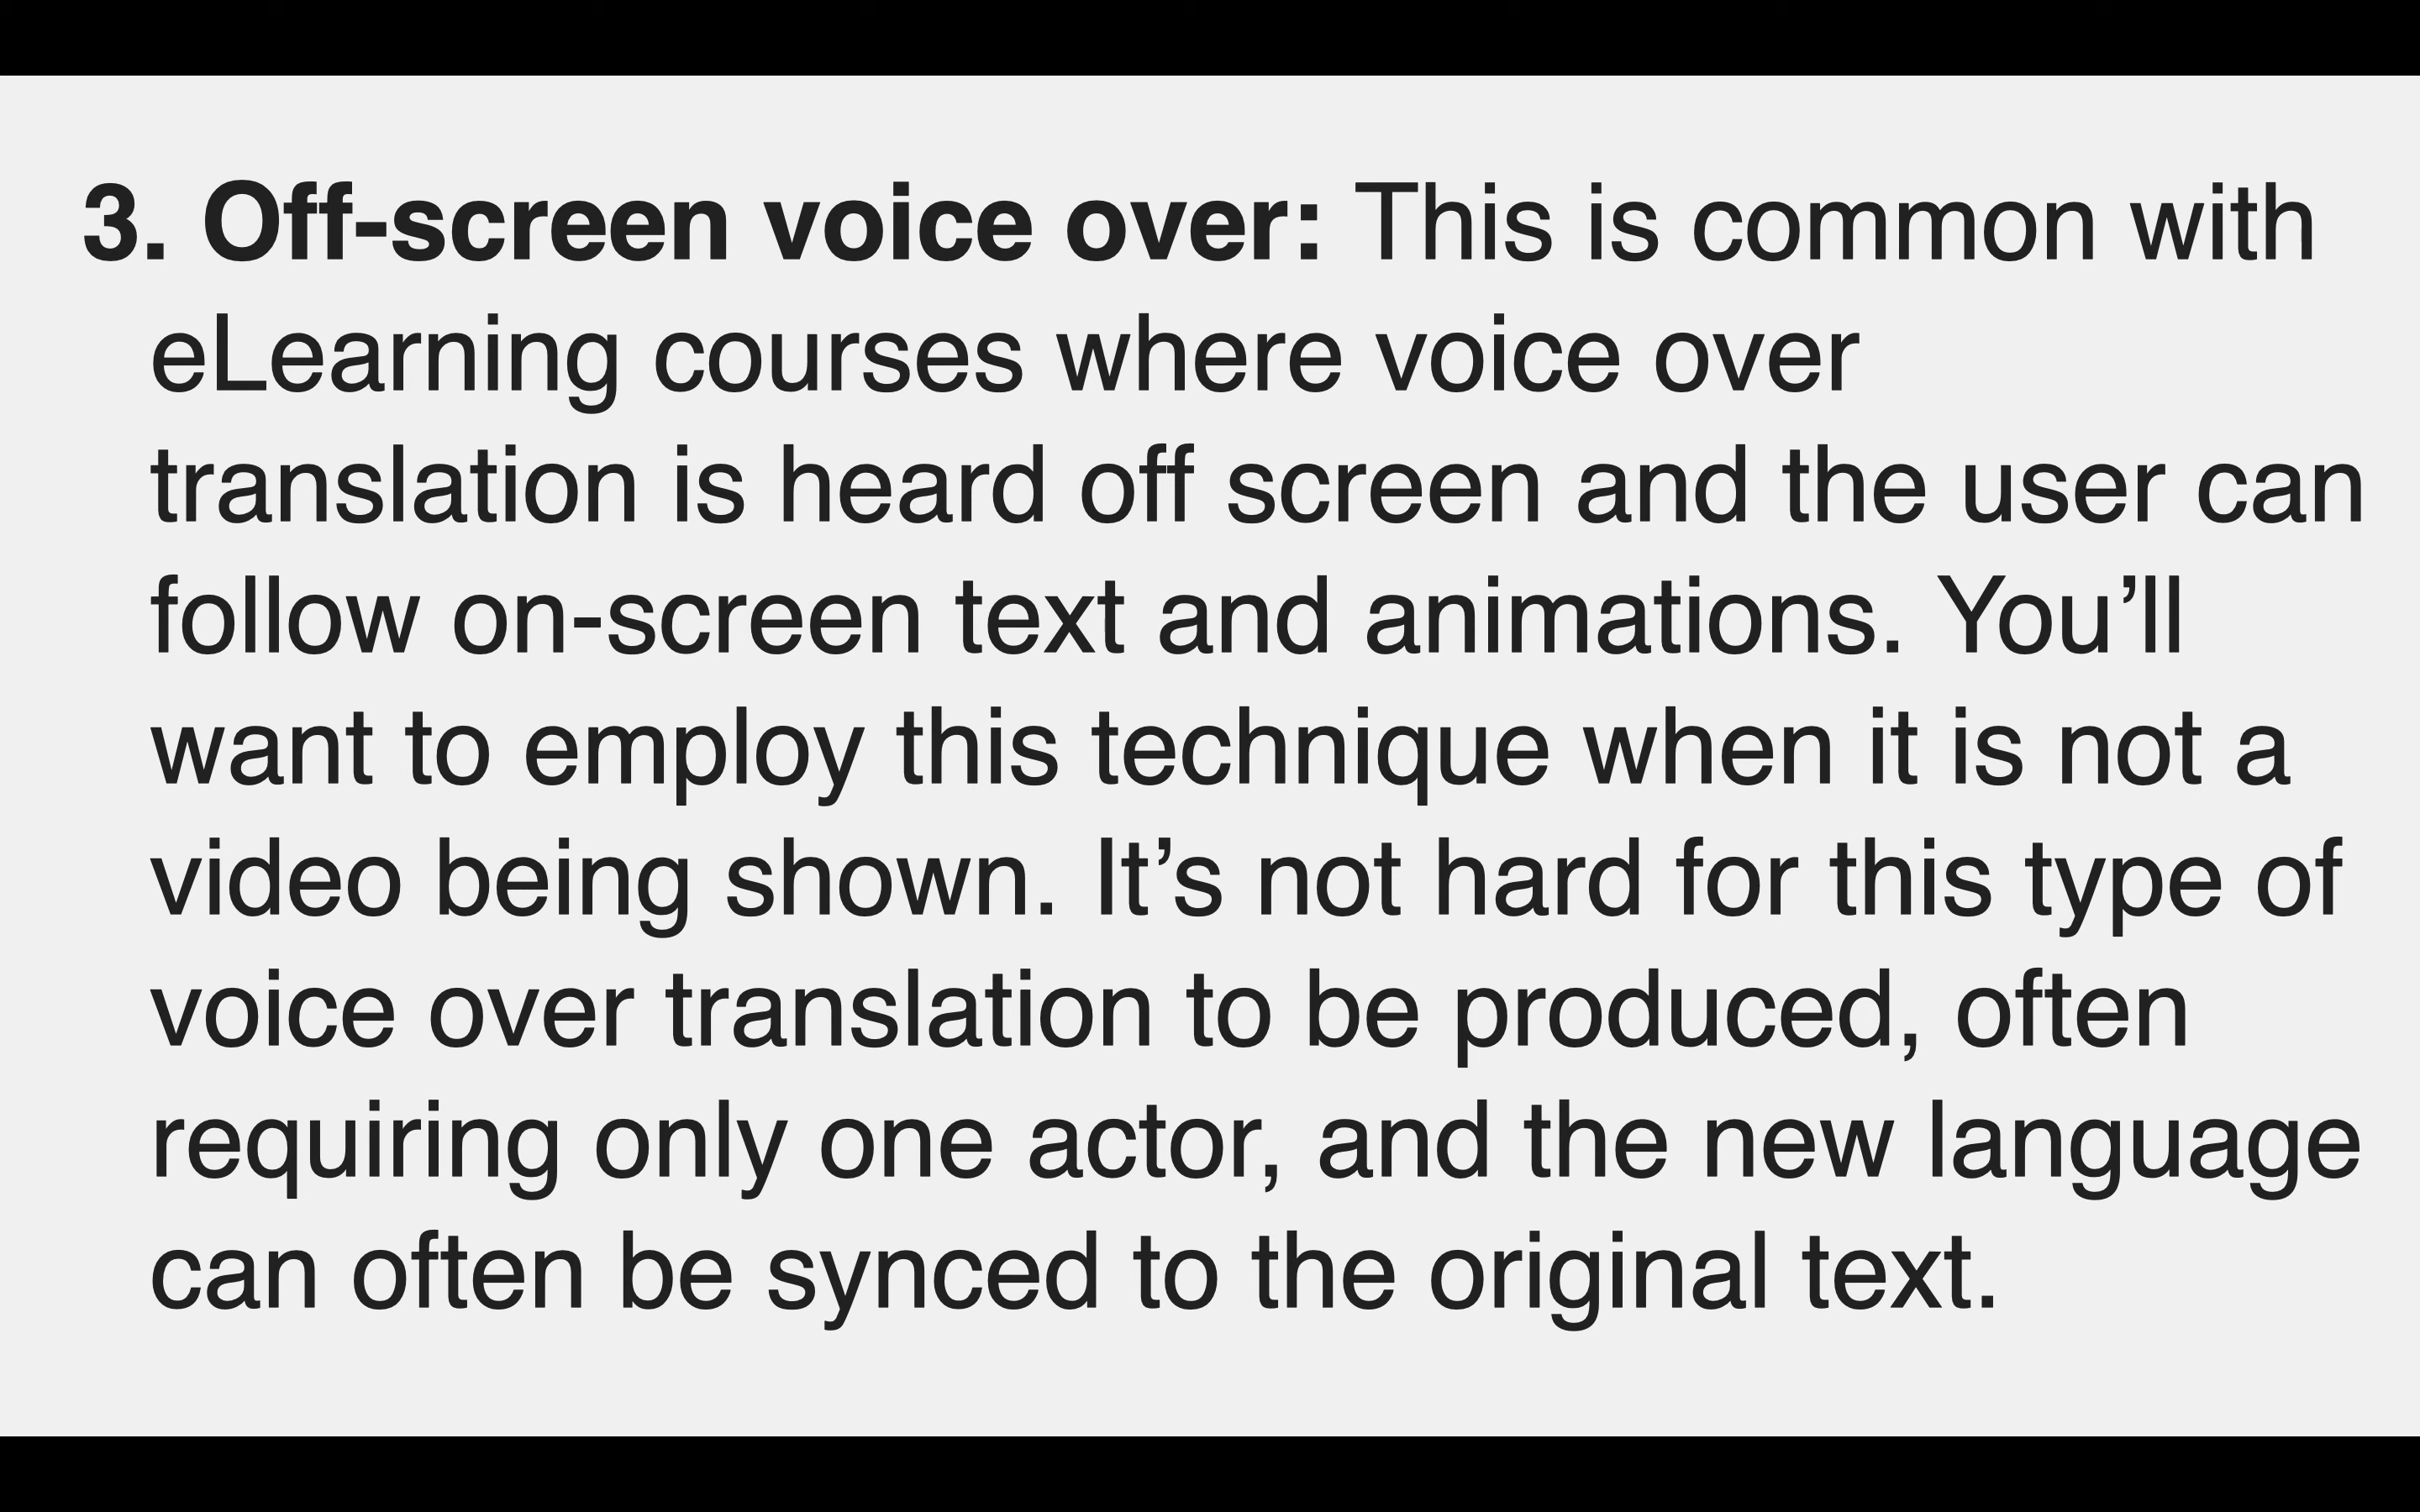 3. Off-screen voice over: This is common with
eLearning courses where voice over
translation is heard off screen and the user can
follow on-screen text and animations. You’ll
want to employ this technique when it is not a
video being shown. It’s not hard for this type of
voice over translation to be produced, often
requiring only one actor, and the new language
can often be synced to the original text.